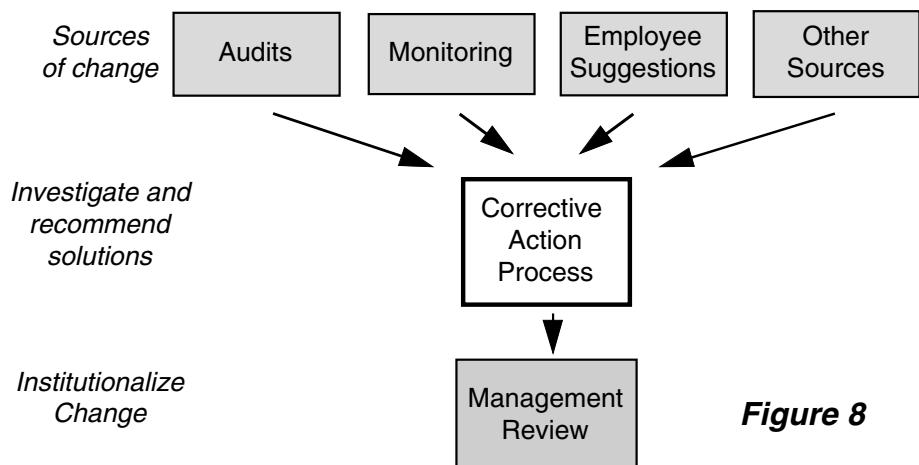 Sources
of change
Audits
Monitoring
Employee
Suggestions
Other
Sources
Investigate and
recommend
solutions
Corrective
Action
Process
Institutionalize
Change
Management
Review
Figure 8